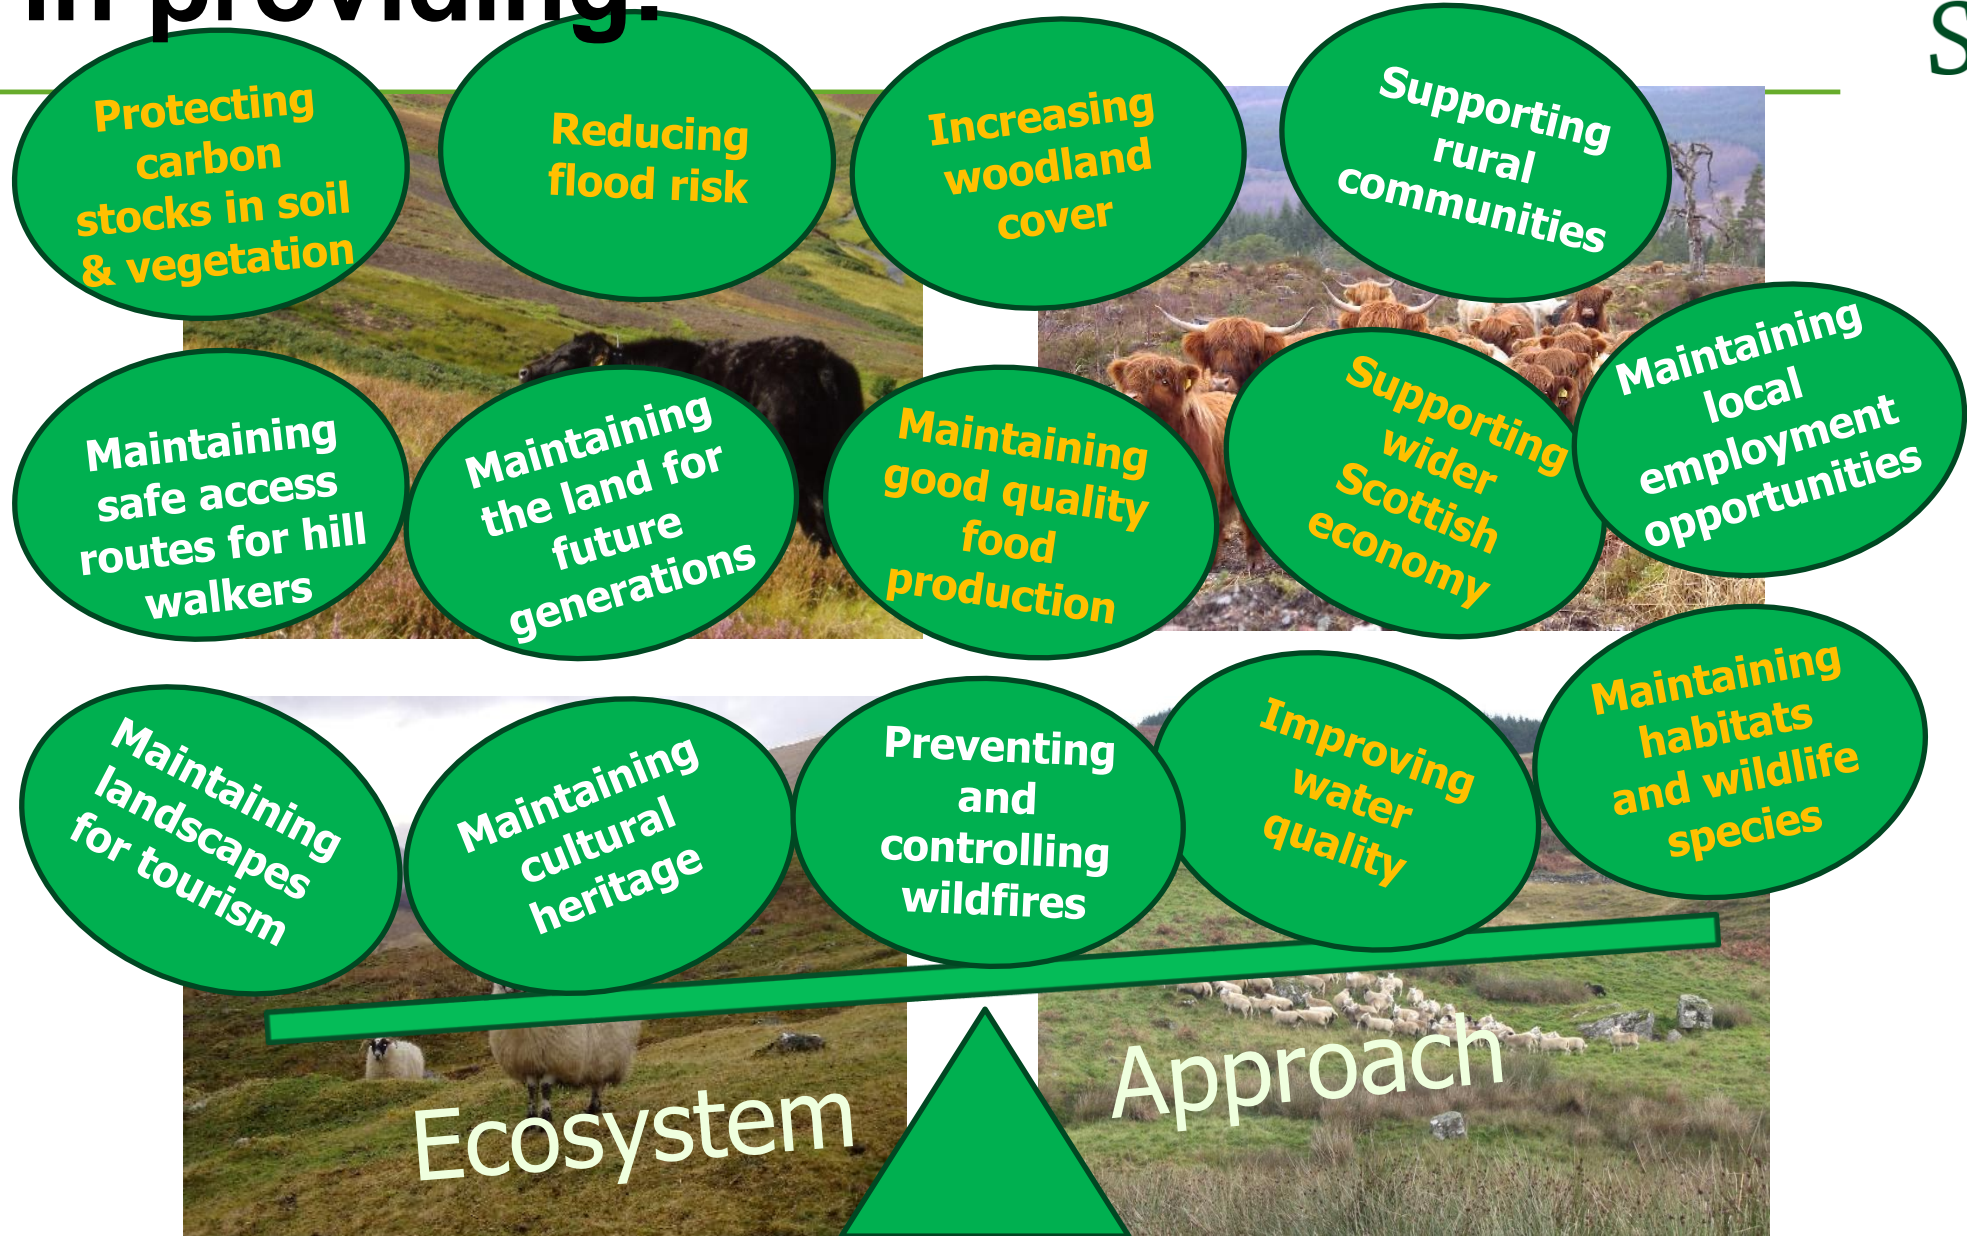 in providing:
S
Protecting
carbon
stocks in soil
& vegetation
Reducing
flood risk
Increasing
woodland
cover
Supporting
rural
communities
Maintaining
safe access
routes for hill
walkers
Maintaining
the land for
future
generations
Maintaining
good quality
food
production
Supporting
wider
Scottish
economy
Maintaining
local
employment
opportunities
Maintaining
landscapes
for tourism
Maintaining
cultural
heritage
Preventing
and
controlling
wildfires
Improving
water
quality
Maintaining
habitats
and wildlife
species
Ecosystem
Approach